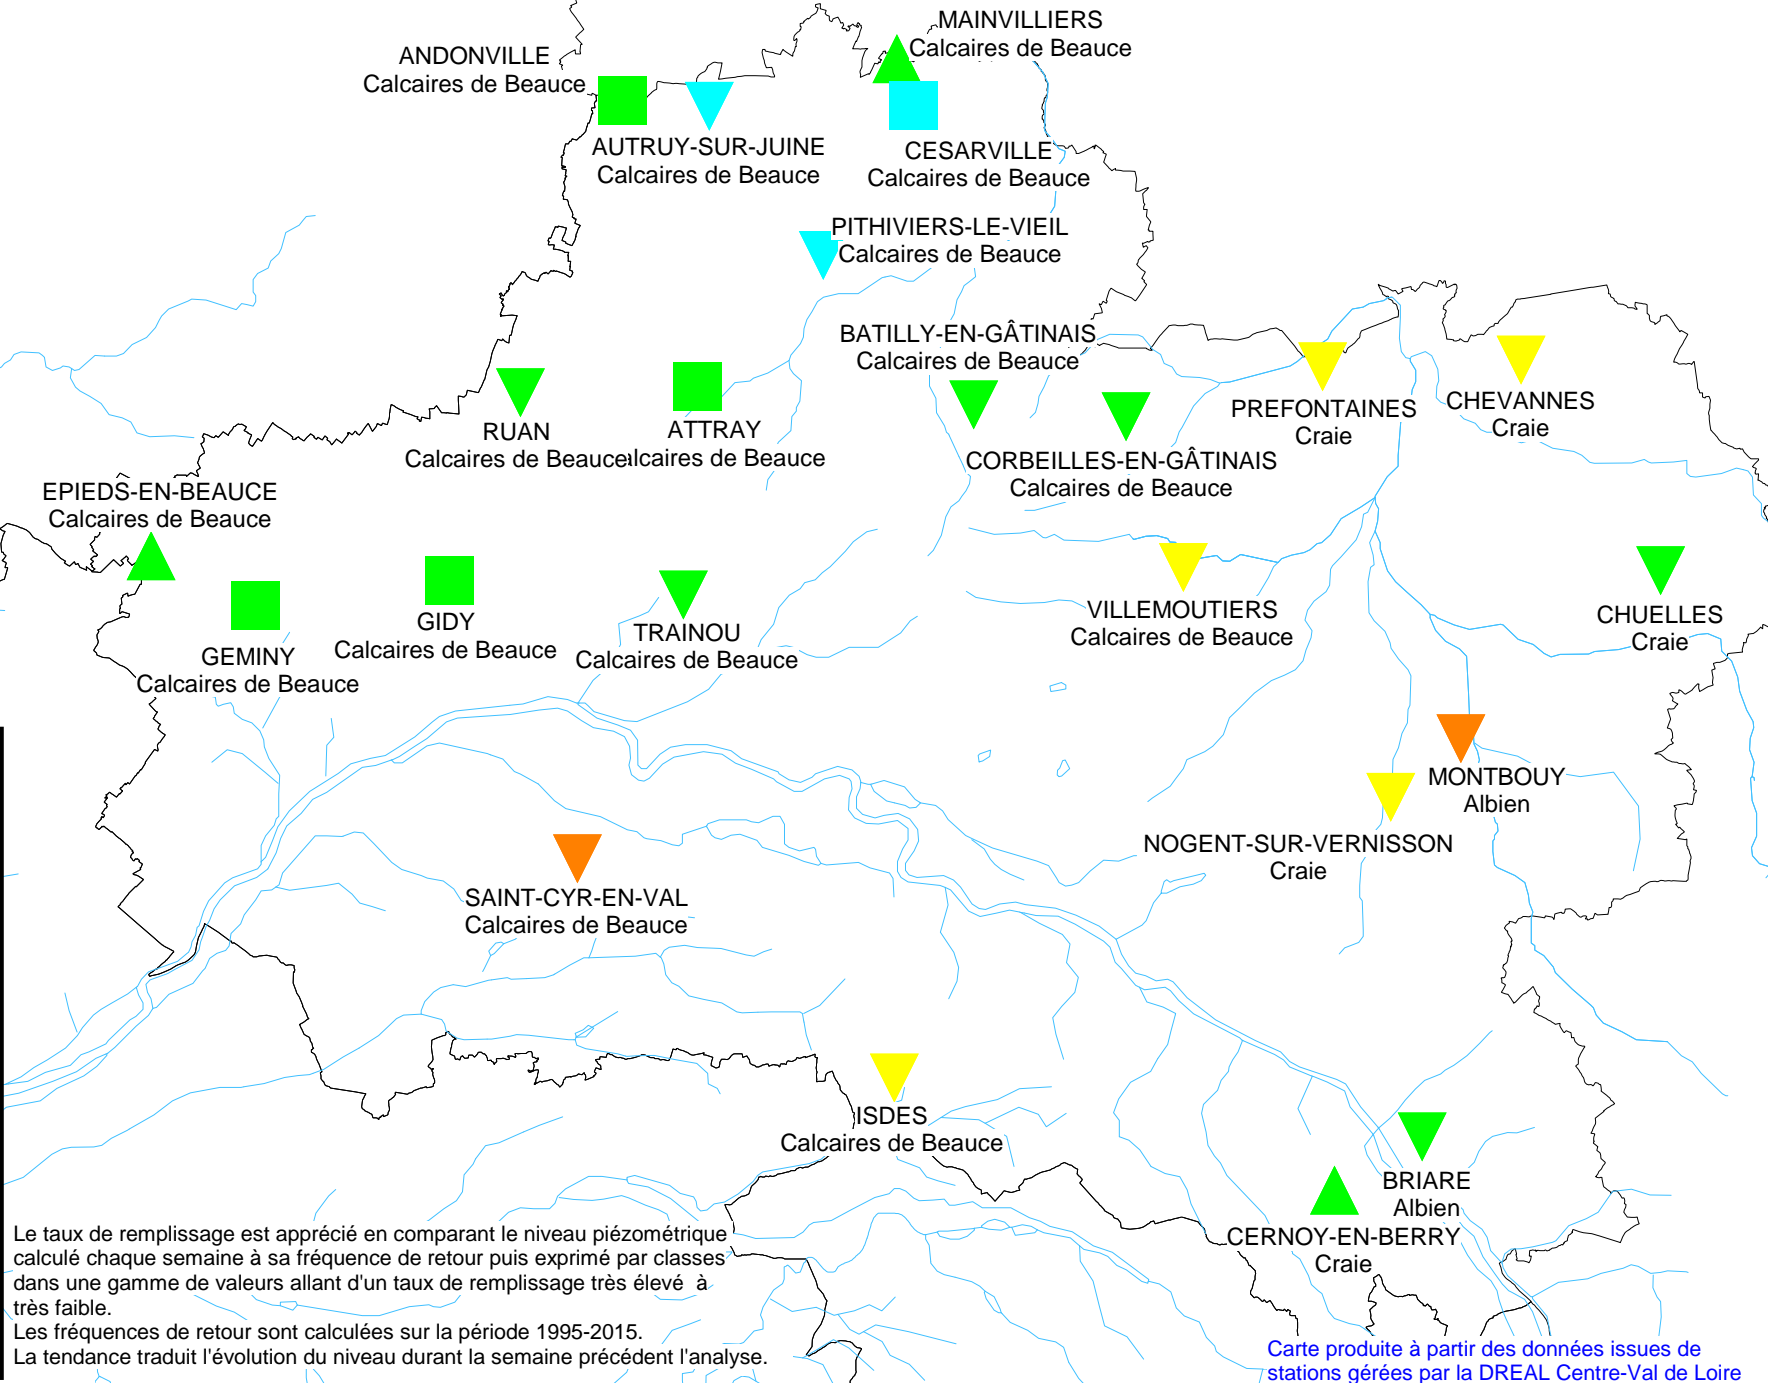 MAINVILLIERS
Calcaires de Beauce
ANDONVILLE
Calcaires de Beauce
AUTRUY-SUR-JUINE
Calcaires de Beauce
CESARVILLE
Calcaires de Beauce
PITHIVIERS-LE-VIEIL
Calcaires de Beauce
BATILLY-EN-GÂTINAIS
Calcaires de Beauce
PREFONTAINES
Craie
CHEVANNES
Craie
RUAN
Calcaires de Beauce
ATTRAY
de Beauce
CORBEILLES-EN-GÂTINAIS
Calcaires de Beauce
EPIEDS-EN-BEAUCE
Calcaires de Beauce
GEMINY
Calcaires de Beauce
GIDY
Calcaires de Beauce
TRAINOU
Calcaires de Beauce
VILLEMOUTIERS
Calcaires de Beauce
CHUELLES
Craie
MONTBOUY
Albien
NOGENT-SUR-VERNISSON
Craie
SAINT-CYR-EN-VAL
Calcaires de Beauce
ISDES
Calcaires de Beauce
BRIARE
Albien
CERNOY-EN-BERRY
Craie
Le taux de remplissage est apprécié en comparant le niveau piézométrique
calculé chaque semaine à sa fréquence de retour puis exprimé par classes
dans une gamme de valeurs allant d'un taux de remplissage très élevé à
très faible.
Les fréquences de retour sont calculées sur la période 1995-2015.
La tendance traduit l'évolution du niveau durant la semaine précédent l'analyse.
Carte produite à partir des données issues de
stations gérées par la DREAL Centre-Val de Loire